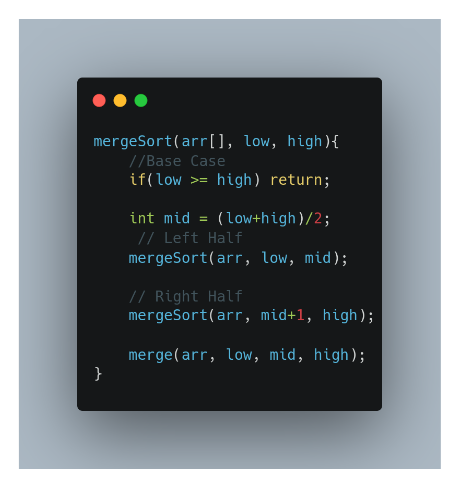 mergeSort(arr[], low, high){
//Base Case
if(low >= high) return;
int mid = (low+high)/2;
// Left Half
mergeSort(arr, low, mid);
// Right Half
mergeSort(arr, mid+1, high);
merge(arr, low, mid, high);
}